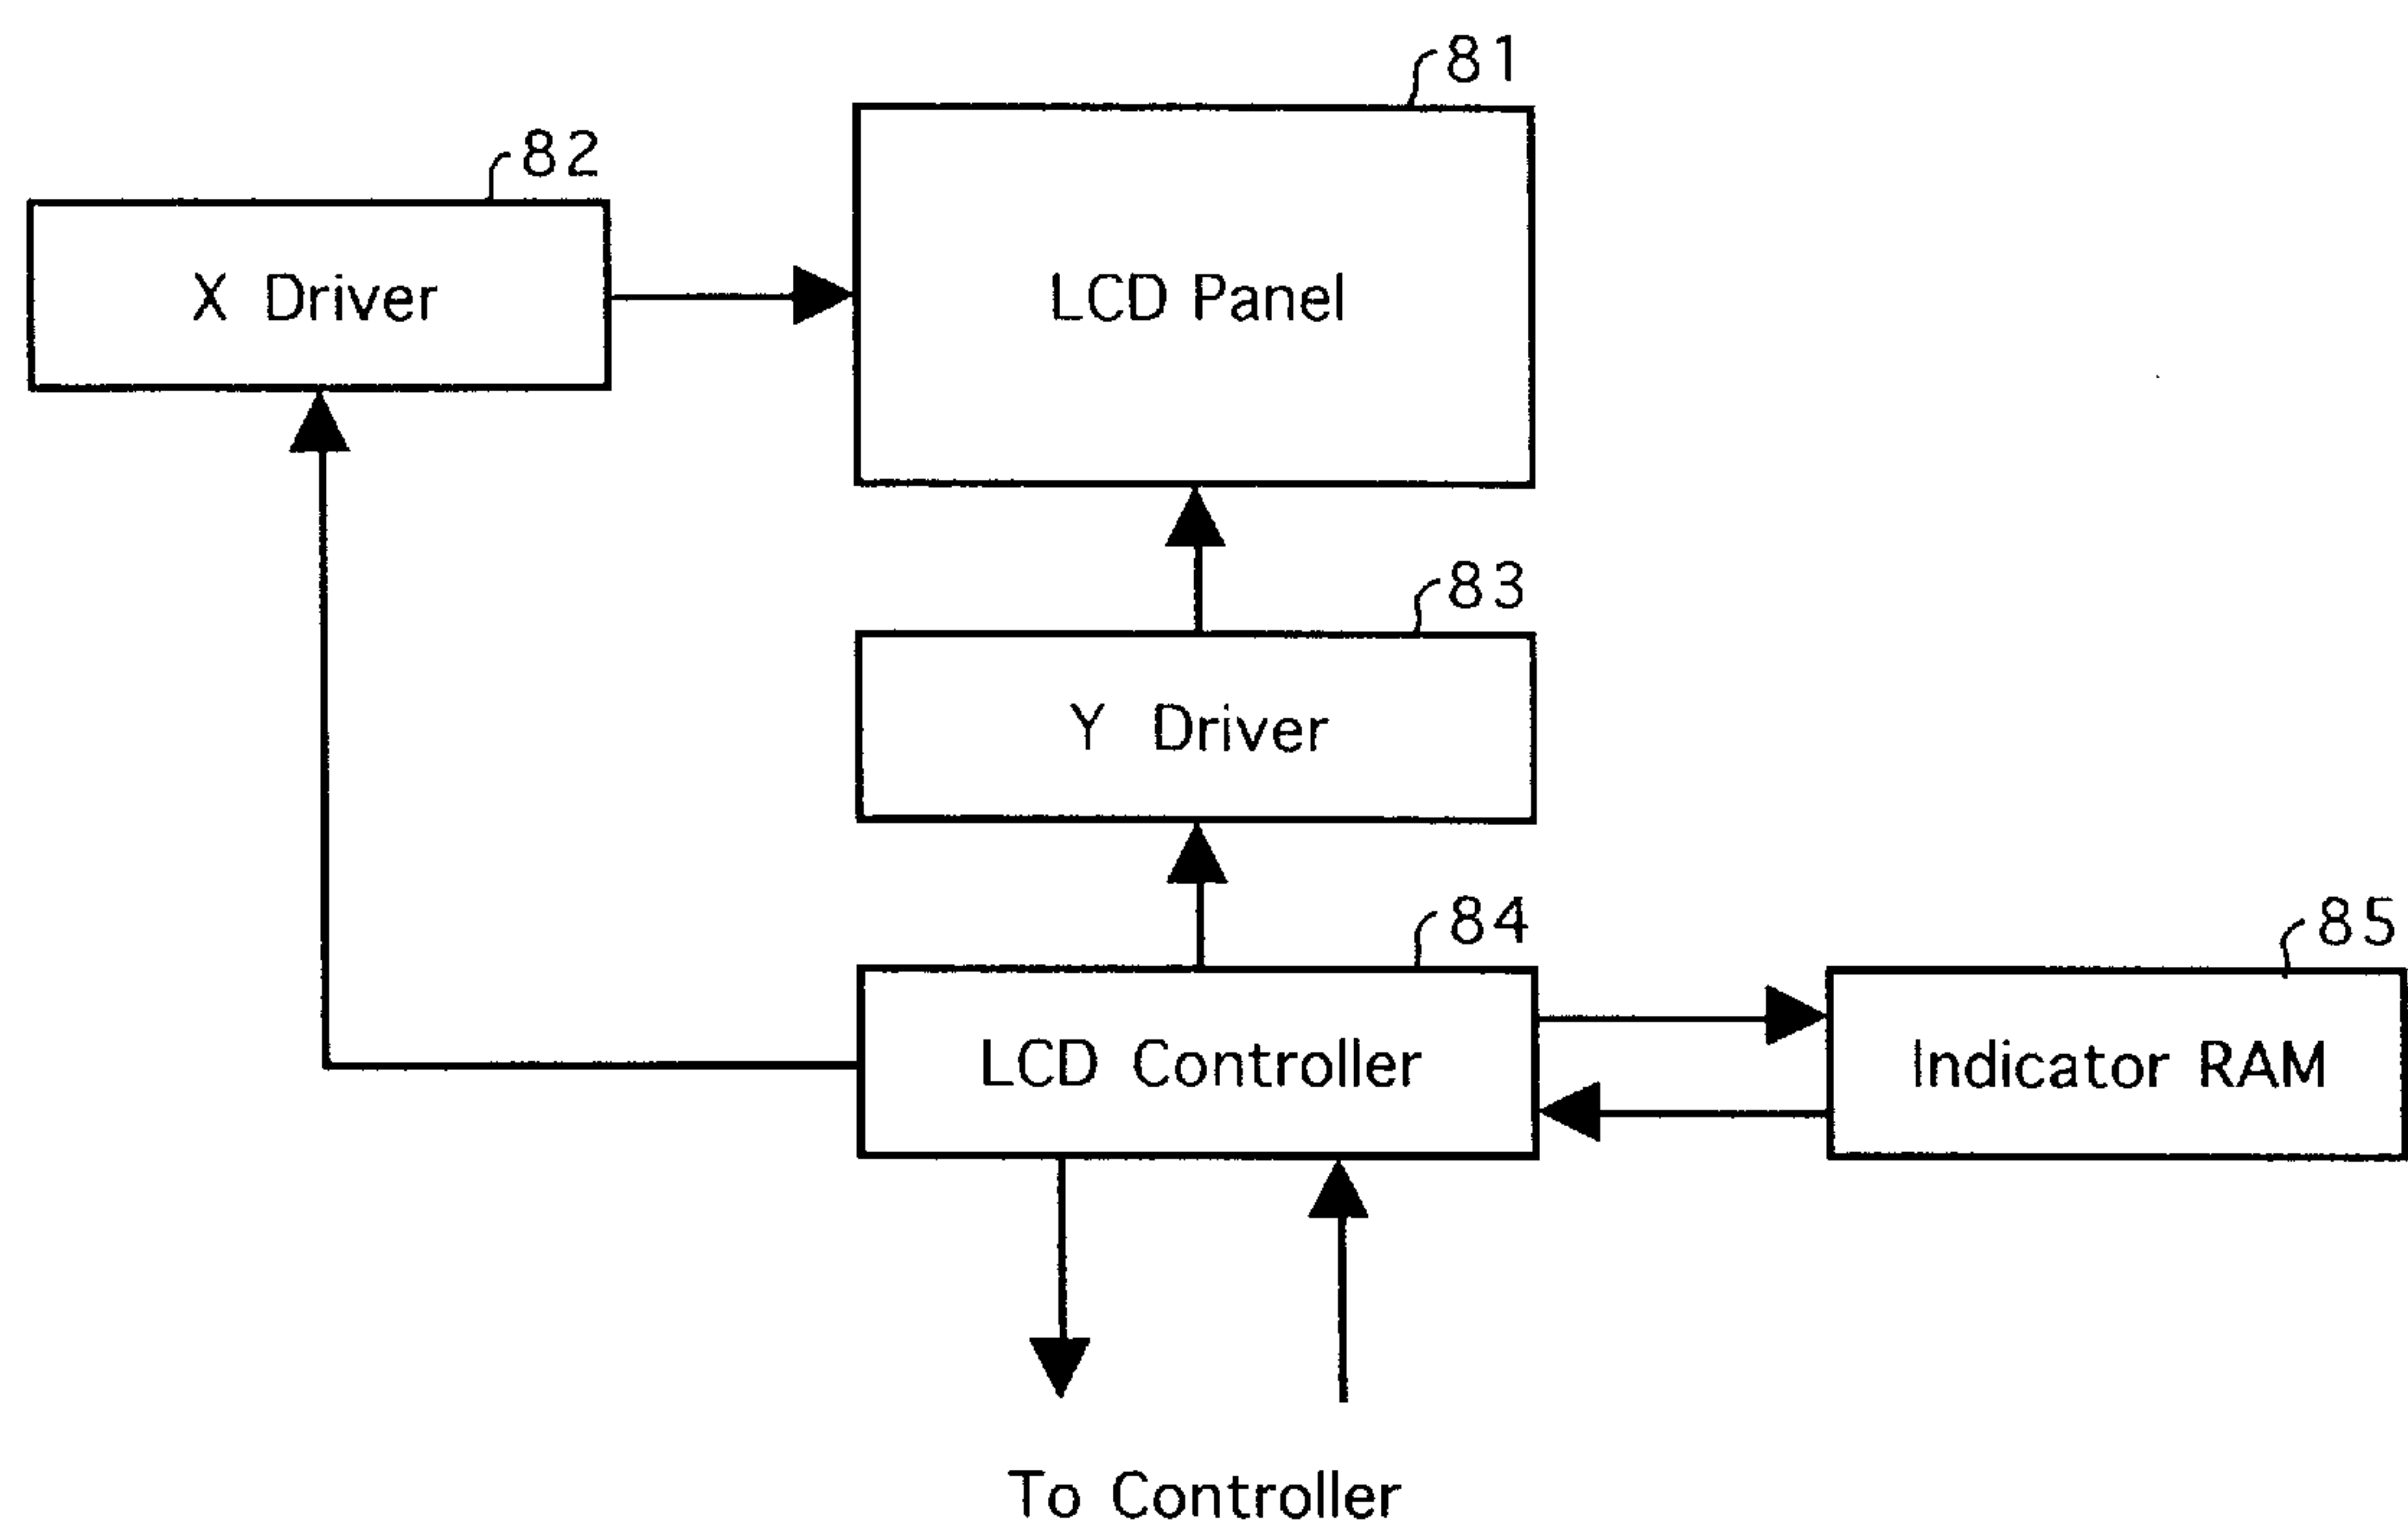 81
82
X Driver
LCD Panel
83
Y Driver
84
85
LCD Controller
Indicator RAM
To Controller